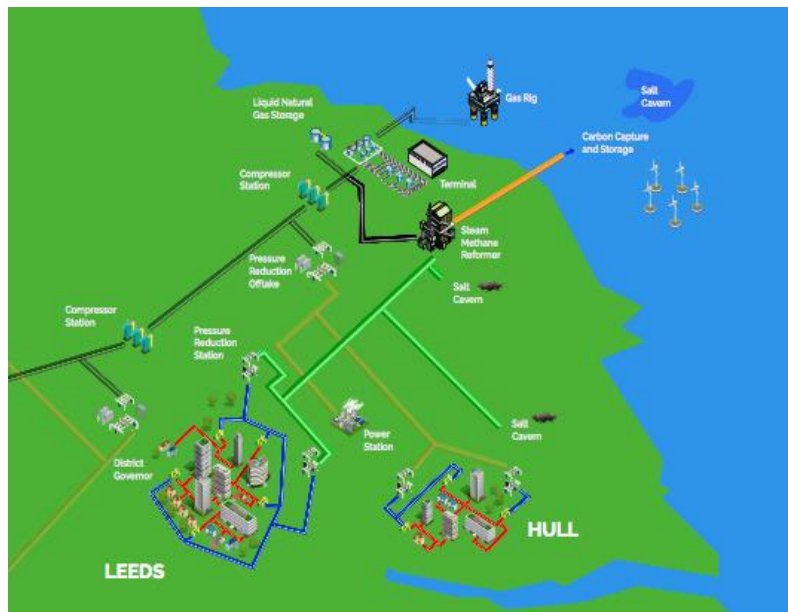 Gas Rig
Salt
Cavern
Liquid Natural
Gas Storage
Carbon Capture
and Storage
Compressor
Station
Terminal
Steam
Methane
Reformer
Pressure
Reduction
Offtake
Salt
Cavern
Compressor
Station
Pressure
Reduction
Station
Power
Station
Salt
Cavern
District
Governor
HULL
LEEDS